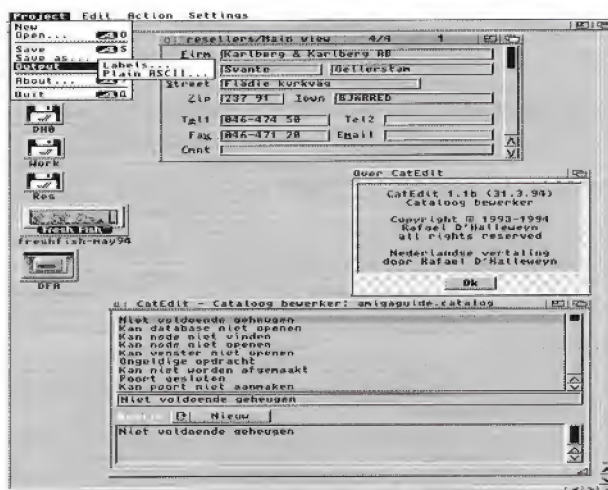 Project Edit Action Settings
New
Open... O
Save S
Save as...
Output
Labels...
Plain ASCII...
About...
Quit Q
resellers/Main view : 4/4 1
Firm Karlberg & Karlberg AB
Svante Gellerstam
Street Flädie kyrkväg
Zip 237 91 Town BJÄRRED
Tel1 046-474 50 Tel2
Fax 046-471 20 Email
Cmnt
DH0
Work
Res
Fresh Fish
freshfish-may94
DFA
Over CatEdit
CatEdit 1.1b (31.3.94)
Cataloog bewerker
Copyright © 1993-1994
Rafael D'Halleweyn
all rights reserved
Nederlandse vertaling
door Rafael D'Halleweyn
Ok
CatEdit - Cataloog bewerker: amigaguide.catalog
Niet voldoende geheugen
Kan database niet openen
Kan node niet vinden
Kan node niet openen
Kan venster niet openen
Ongeldige opdracht
Kan niet worden afgemaakt
Poort gesloten
Kan poort niet aanmaken
Niet voldoende geheugen
Nieuw
Niet voldoende geheugen